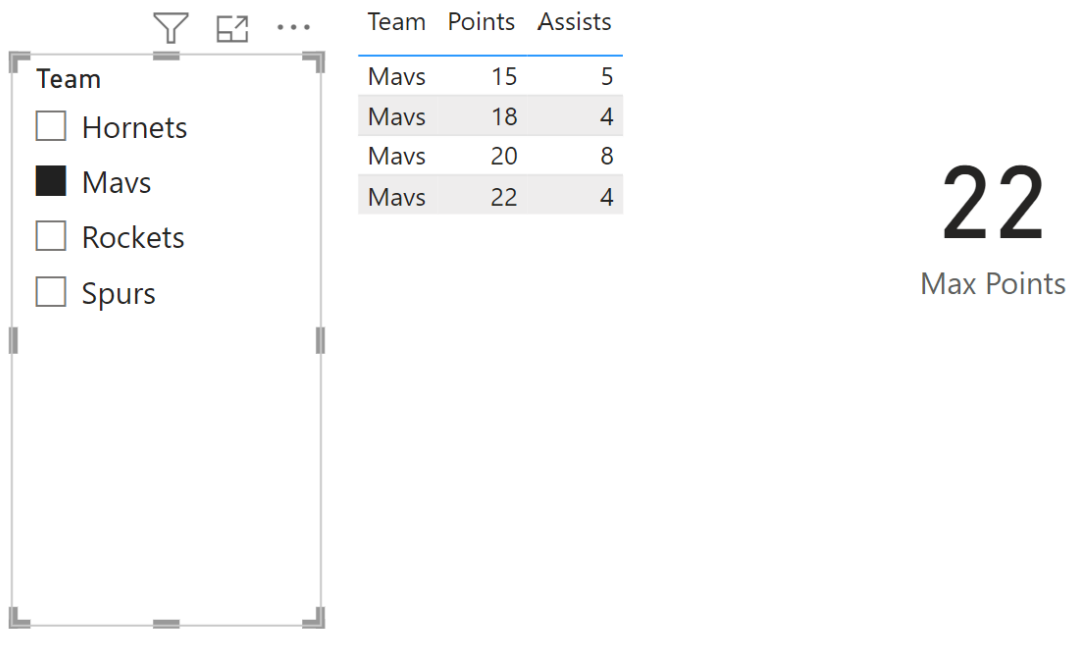 Team
Hornets
Mavs
Rockets
Spurs
Team Points Assists
Mavs 15 5
Mavs 18 4
Mavs 20 8
Mavs 22 4
22
Max Points